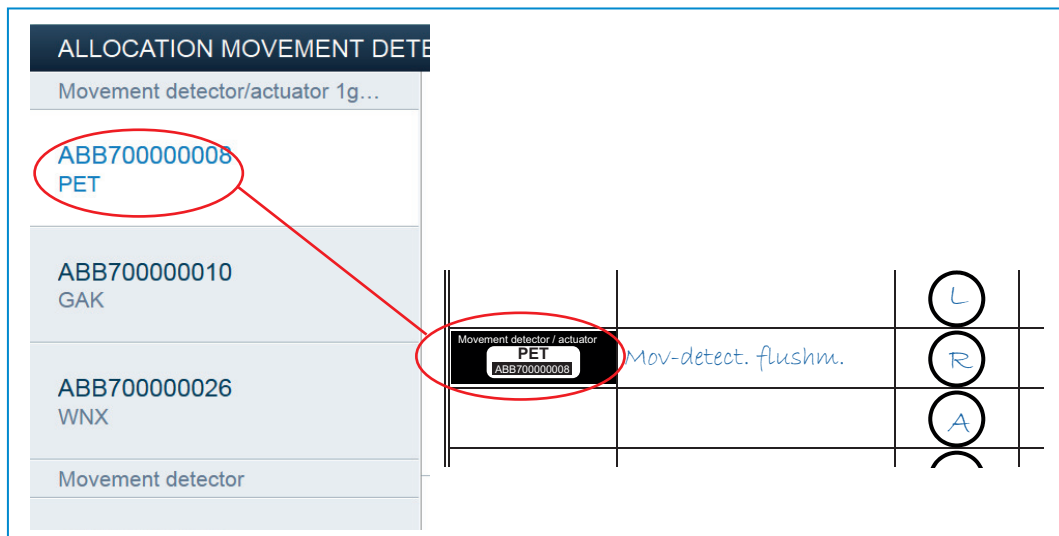 ALLOCATION MOVEMENT DETE
Movement detector/actuator 1g...
ABB700000008
PET
ABB700000010
GAK
ABB700000026
WNX
Movement detector
L
Movement detector / actuator
PET
ABB700000008
Mov-detect. flushm.
R
A